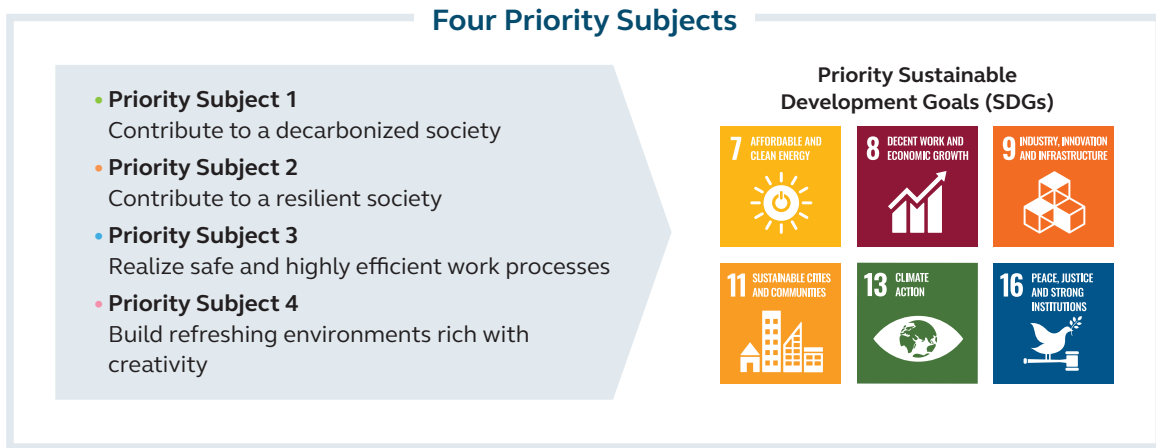 Four Priority Subjects
• Priority Subject 1
Contribute to a decarbonized society
• Priority Subject 2
Contribute to a resilient society
• Priority Subject 3
Realize safe and highly efficient work processes
• Priority Subject 4
Build refreshing environments rich with
creativity
Priority Sustainable
Development Goals (SDGs)
7 AFFORDABLE AND
CLEAN ENERGY
8 DECENT WORK AND
ECONOMIC GROWTH
9 INDUSTRY, INNOVATION
AND INFRASTRUCTURE
11 SUSTAINABLE CITIES
AND COMMUNITIES
13 CLIMATE
ACTION
16 PEACE, JUSTICE
AND STRONG
INSTITUTIONS